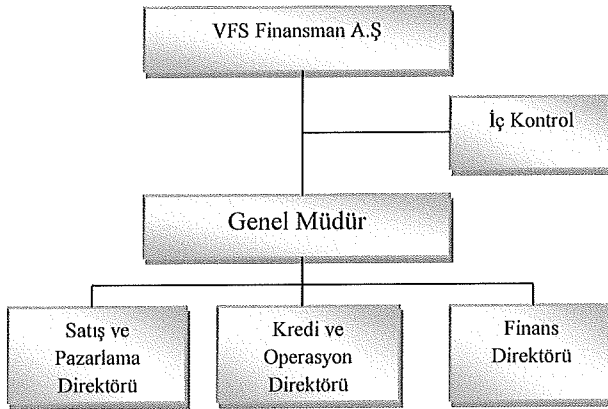 VFS Finansman A.Ş
İç Kontrol
Genel Müdür
Satış ve
Pazarlama
Direktörü
Kredi ve
Operasyon
Direktörü
Finans
Direktörü